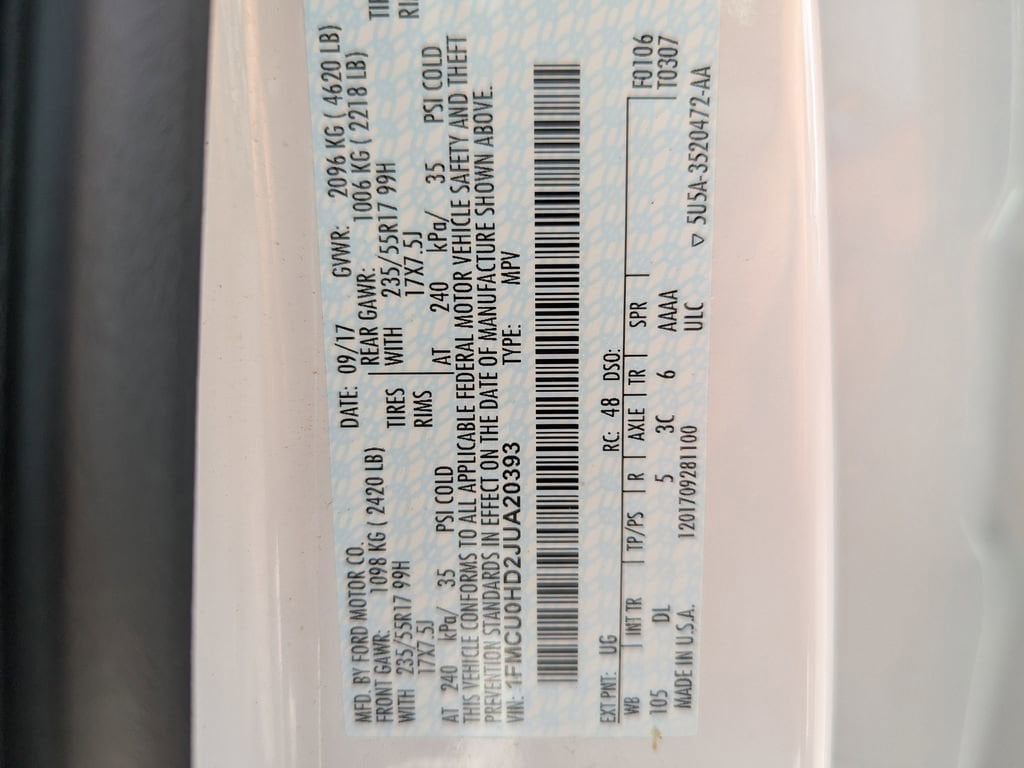 MFD. BY FORD MOTOR CO. DATE: 09/17 GVWR: 2096 KG ( 4620 LB)
FRONT GAWR: 1098 KG ( 2420 LB) REAR GAWR: 1006 KG ( 2218 LB)
WITH 235/55R17 99H TIRES WITH 235/55R17 99H TI
17X7.5J RIMS 17X7.5J RI
AT 240 kPa/ 35 PSI COLD AT 240 kPa/ 35 PSI COLD
THIS VEHICLE CONFORMS TO ALL APPLICABLE FEDERAL MOTOR VEHICLE SAFETY AND THEFT
PREVENTION STANDARDS IN EFFECT ON THE DATE OF MANUFACTURE SHOWN ABOVE.
VIN: 1FMCU0HD2JUA20393 TYPE: MPV
EXT PNT: UG RC: 48 DSO: F0106
WB INT TR TP/PS R AXLE TR SPR T0307
105 DL 5 3C 6 AAAA
MADE IN U.S.A. 1201709281100 ULC ▽ 5U5A-3520472-AA